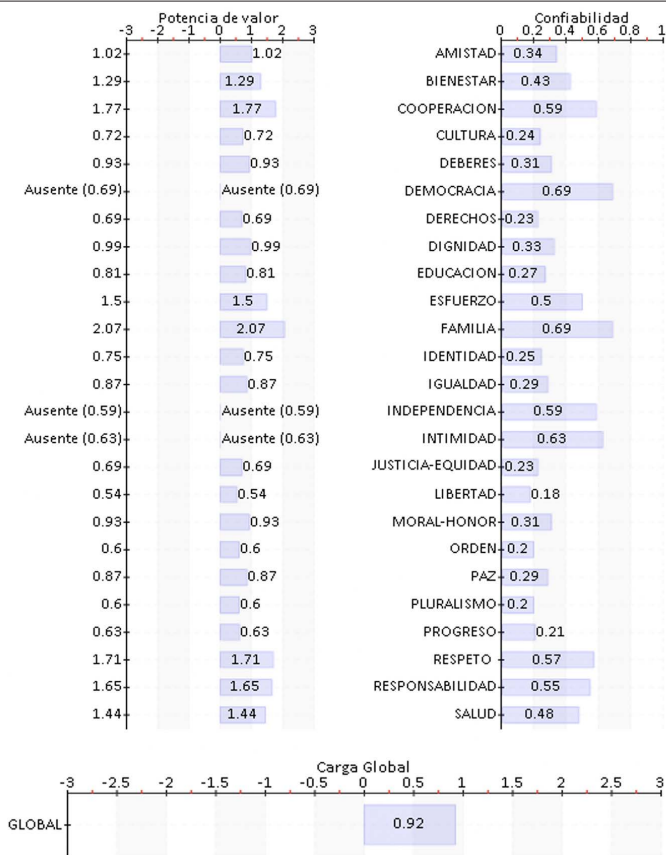 Potencia de valor Confiabilidad
-3 -2 -1 0 1 2 3 0 0.2 0.4 0.6 0.8 1
1.02 1.02 AMISTAD 0.34
1.29 1.29 BIENESTAR 0.43
1.77 1.77 COOPERACION 0.59
0.72 0.72 CULTURA 0.24
0.93 0.93 DEBERES 0.31
Ausente (0.69) Ausente (0.69) DEMOCRACIA 0.69
0.69 0.69 DERECHOS 0.23
0.99 0.99 DIGNIDAD 0.33
0.81 0.81 EDUCACION 0.27
1.5 1.5 ESFUERZO 0.5
2.07 2.07 FAMILIA 0.69
0.75 0.75 IDENTIDAD 0.25
0.87 0.87 IGUALDAD 0.29
Ausente (0.59) Ausente (0.59) INDEPENDENCIA 0.59
Ausente (0.63) Ausente (0.63) INTIMIDAD 0.63
0.69 0.69 JUSTICIA-EQUIDAD 0.23
0.54 0.54 LIBERTAD 0.18
0.93 0.93 MORAL-HONOR 0.31
0.6 0.6 ORDEN 0.2
0.87 0.87 PAZ 0.29
0.6 0.6 PLURALISMO 0.2
0.63 0.63 PROGRESO 0.21
1.71 1.71 RESPETO 0.57
1.65 1.65 RESPONSABILIDAD 0.55
1.44 1.44 SALUD 0.48
Carga Global
-3 -2.5 -2 -1.5 -1 -0.5 0 0.5 1 1.5 2 2.5 3
GLOBAL 0.92